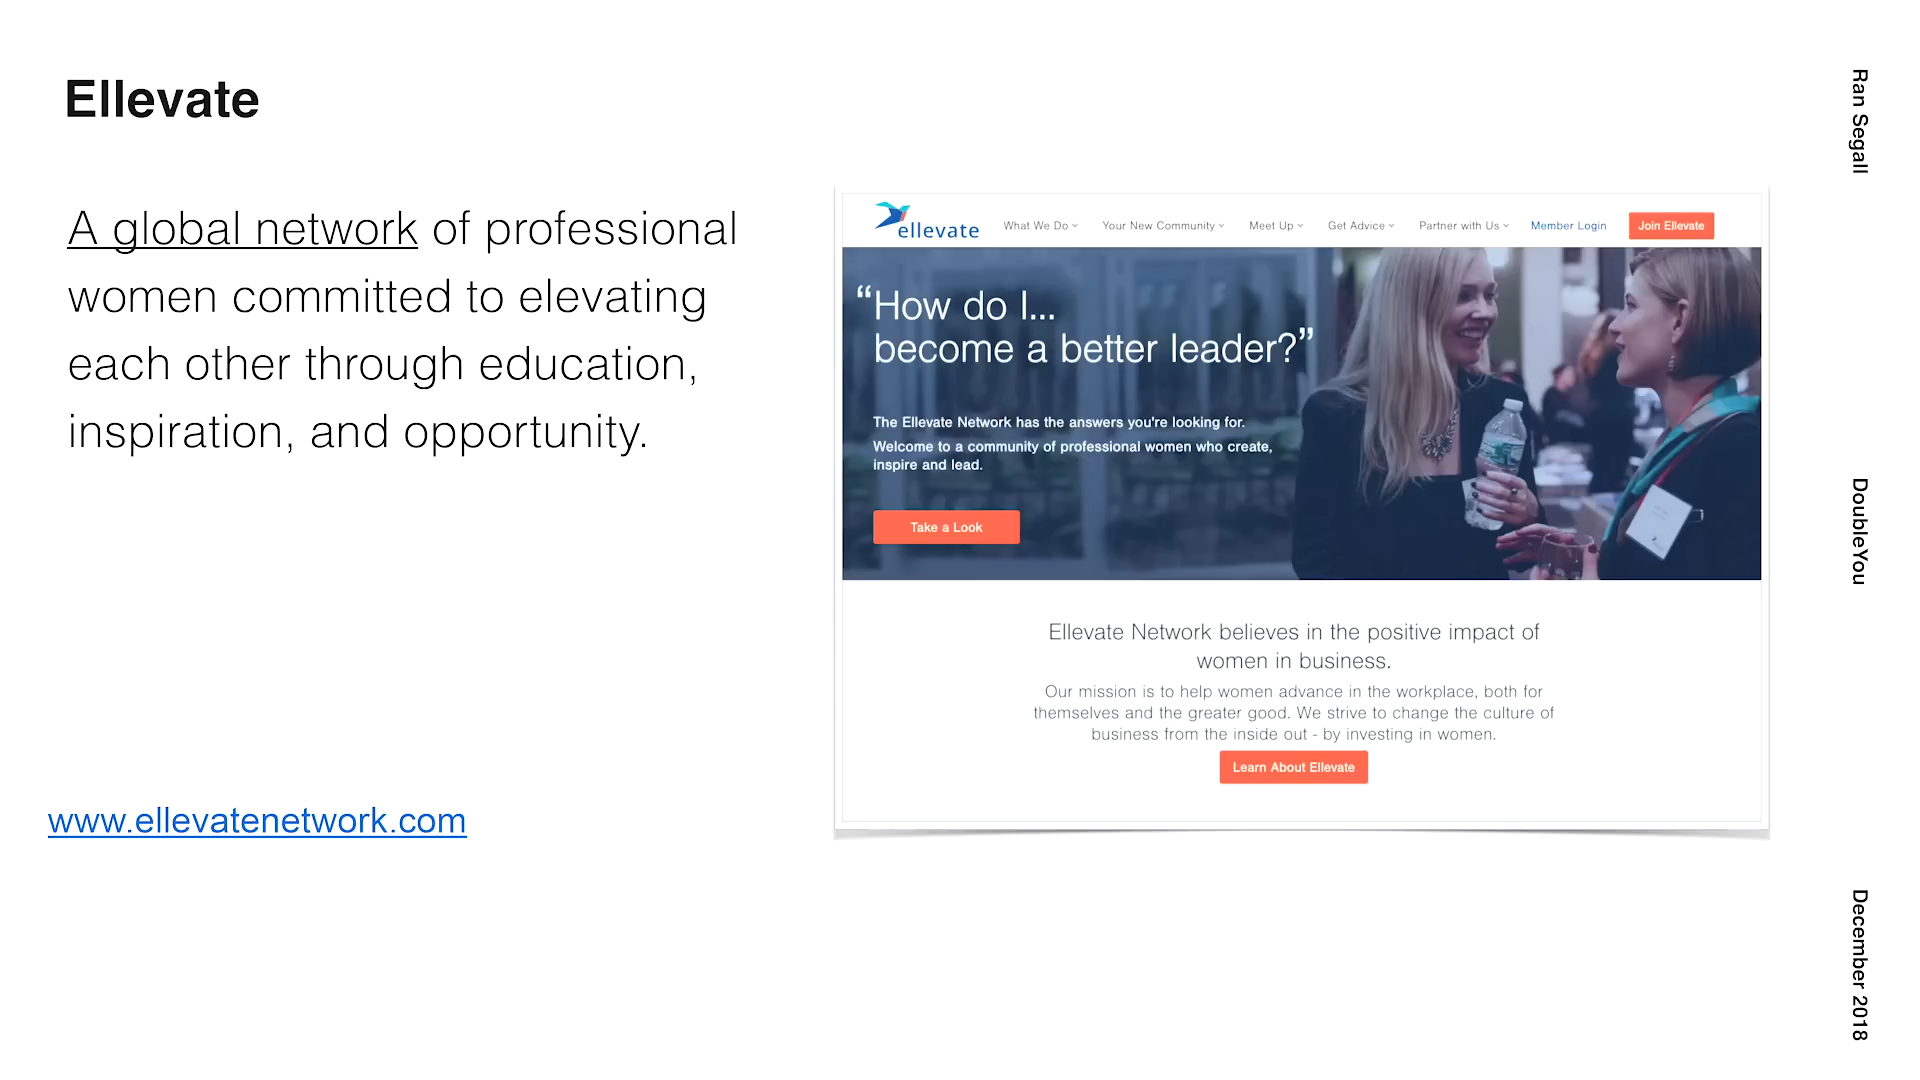 Ellevate
A global network of professional
women committed to elevating
each other through education,
inspiration, and opportunity.
www.ellevatenetwork.com
ellevate
What We Do
Your New Community
Meet Up
Get Advice
Partner with Us
Member Login
Join Ellevate
“How do I...
become a better leader?”
The Ellevate Network has the answers you're looking for.
Welcome to a community of professional women who create,
inspire and lead.
Take a Look
Ellevate Network believes in the positive impact of
women in business.
Our mission is to help women advance in the workplace, both for
themselves and the greater good. We strive to change the culture of
business from the inside out - by investing in women.
Learn About Ellevate
Ran Segall
DoubleYou
December 2018